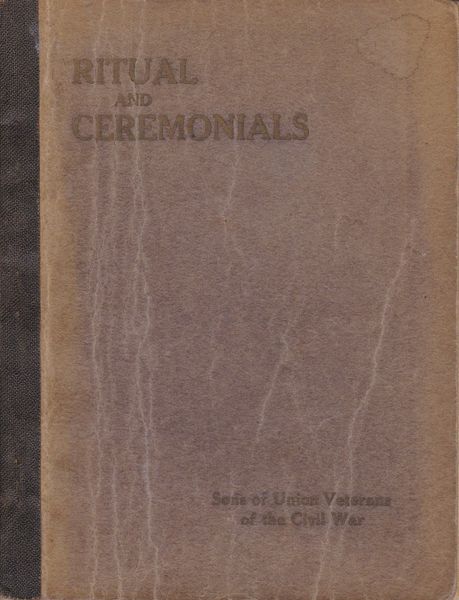 RITUAL
AND
CEREMONIALS
Sons of Union Veterans
of the Civil War